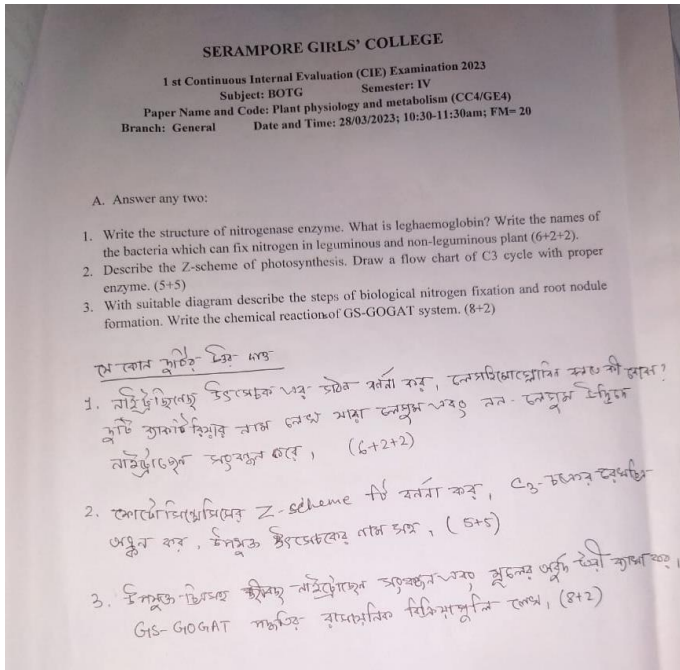 SERAMPORE GIRLS' COLLEGE
1 st Continuous Internal Evaluation (CIE) Examination 2023
Subject: BOTG Semester: IV
Paper Name and Code: Plant physiology and metabolism (CC4/GE4)
Branch: General Date and Time: 28/03/2023; 10:30-11:30am; FM= 20
A. Answer any two:
1. Write the structure of nitrogenase enzyme. What is leghaemoglobin? Write the names of
the bacteria which can fix nitrogen in leguminous and non-leguminous plant (6+2+2).
2. Describe the Z-scheme of photosynthesis. Draw a flow chart of C3 cycle with proper
enzyme. (5+5)
3. With suitable diagram describe the steps of biological nitrogen fixation and root nodule
formation. Write the chemical reactions of GS-GOGAT system. (8+2)
যে কোন দুটির উত্তর দাও
1. নাইট্রোজিনেজ উৎসেচক এর গঠন বর্ননা কর, লেগহিমোগ্লোবিন বলতে কী বোঝ?
দুটি ব্যাকটেরিয়ার নাম লেখ যারা লেগুম এবং নন-লেগুম উদ্ভিদে
নাইট্রোজেন সংবন্ধন করে, (6+2+2)
2. ফোটোসিন্থেসিসের Z-scheme টি বর্ননা কর, C3-চক্রের রেখাচিত্র
অঙ্কন কর, উপযুক্ত উৎসেচকের নাম সহ, (5+5)
3. উপযুক্ত চিত্রসহ জীবজ নাইট্রোজেন সংবন্ধন এবং মূলের অর্বুদ তৈরী ব্যাখ্যা কর,
GS-GOGAT পদ্ধতির রাসায়নিক বিক্রিয়াগুলি লেখ, (8+2)